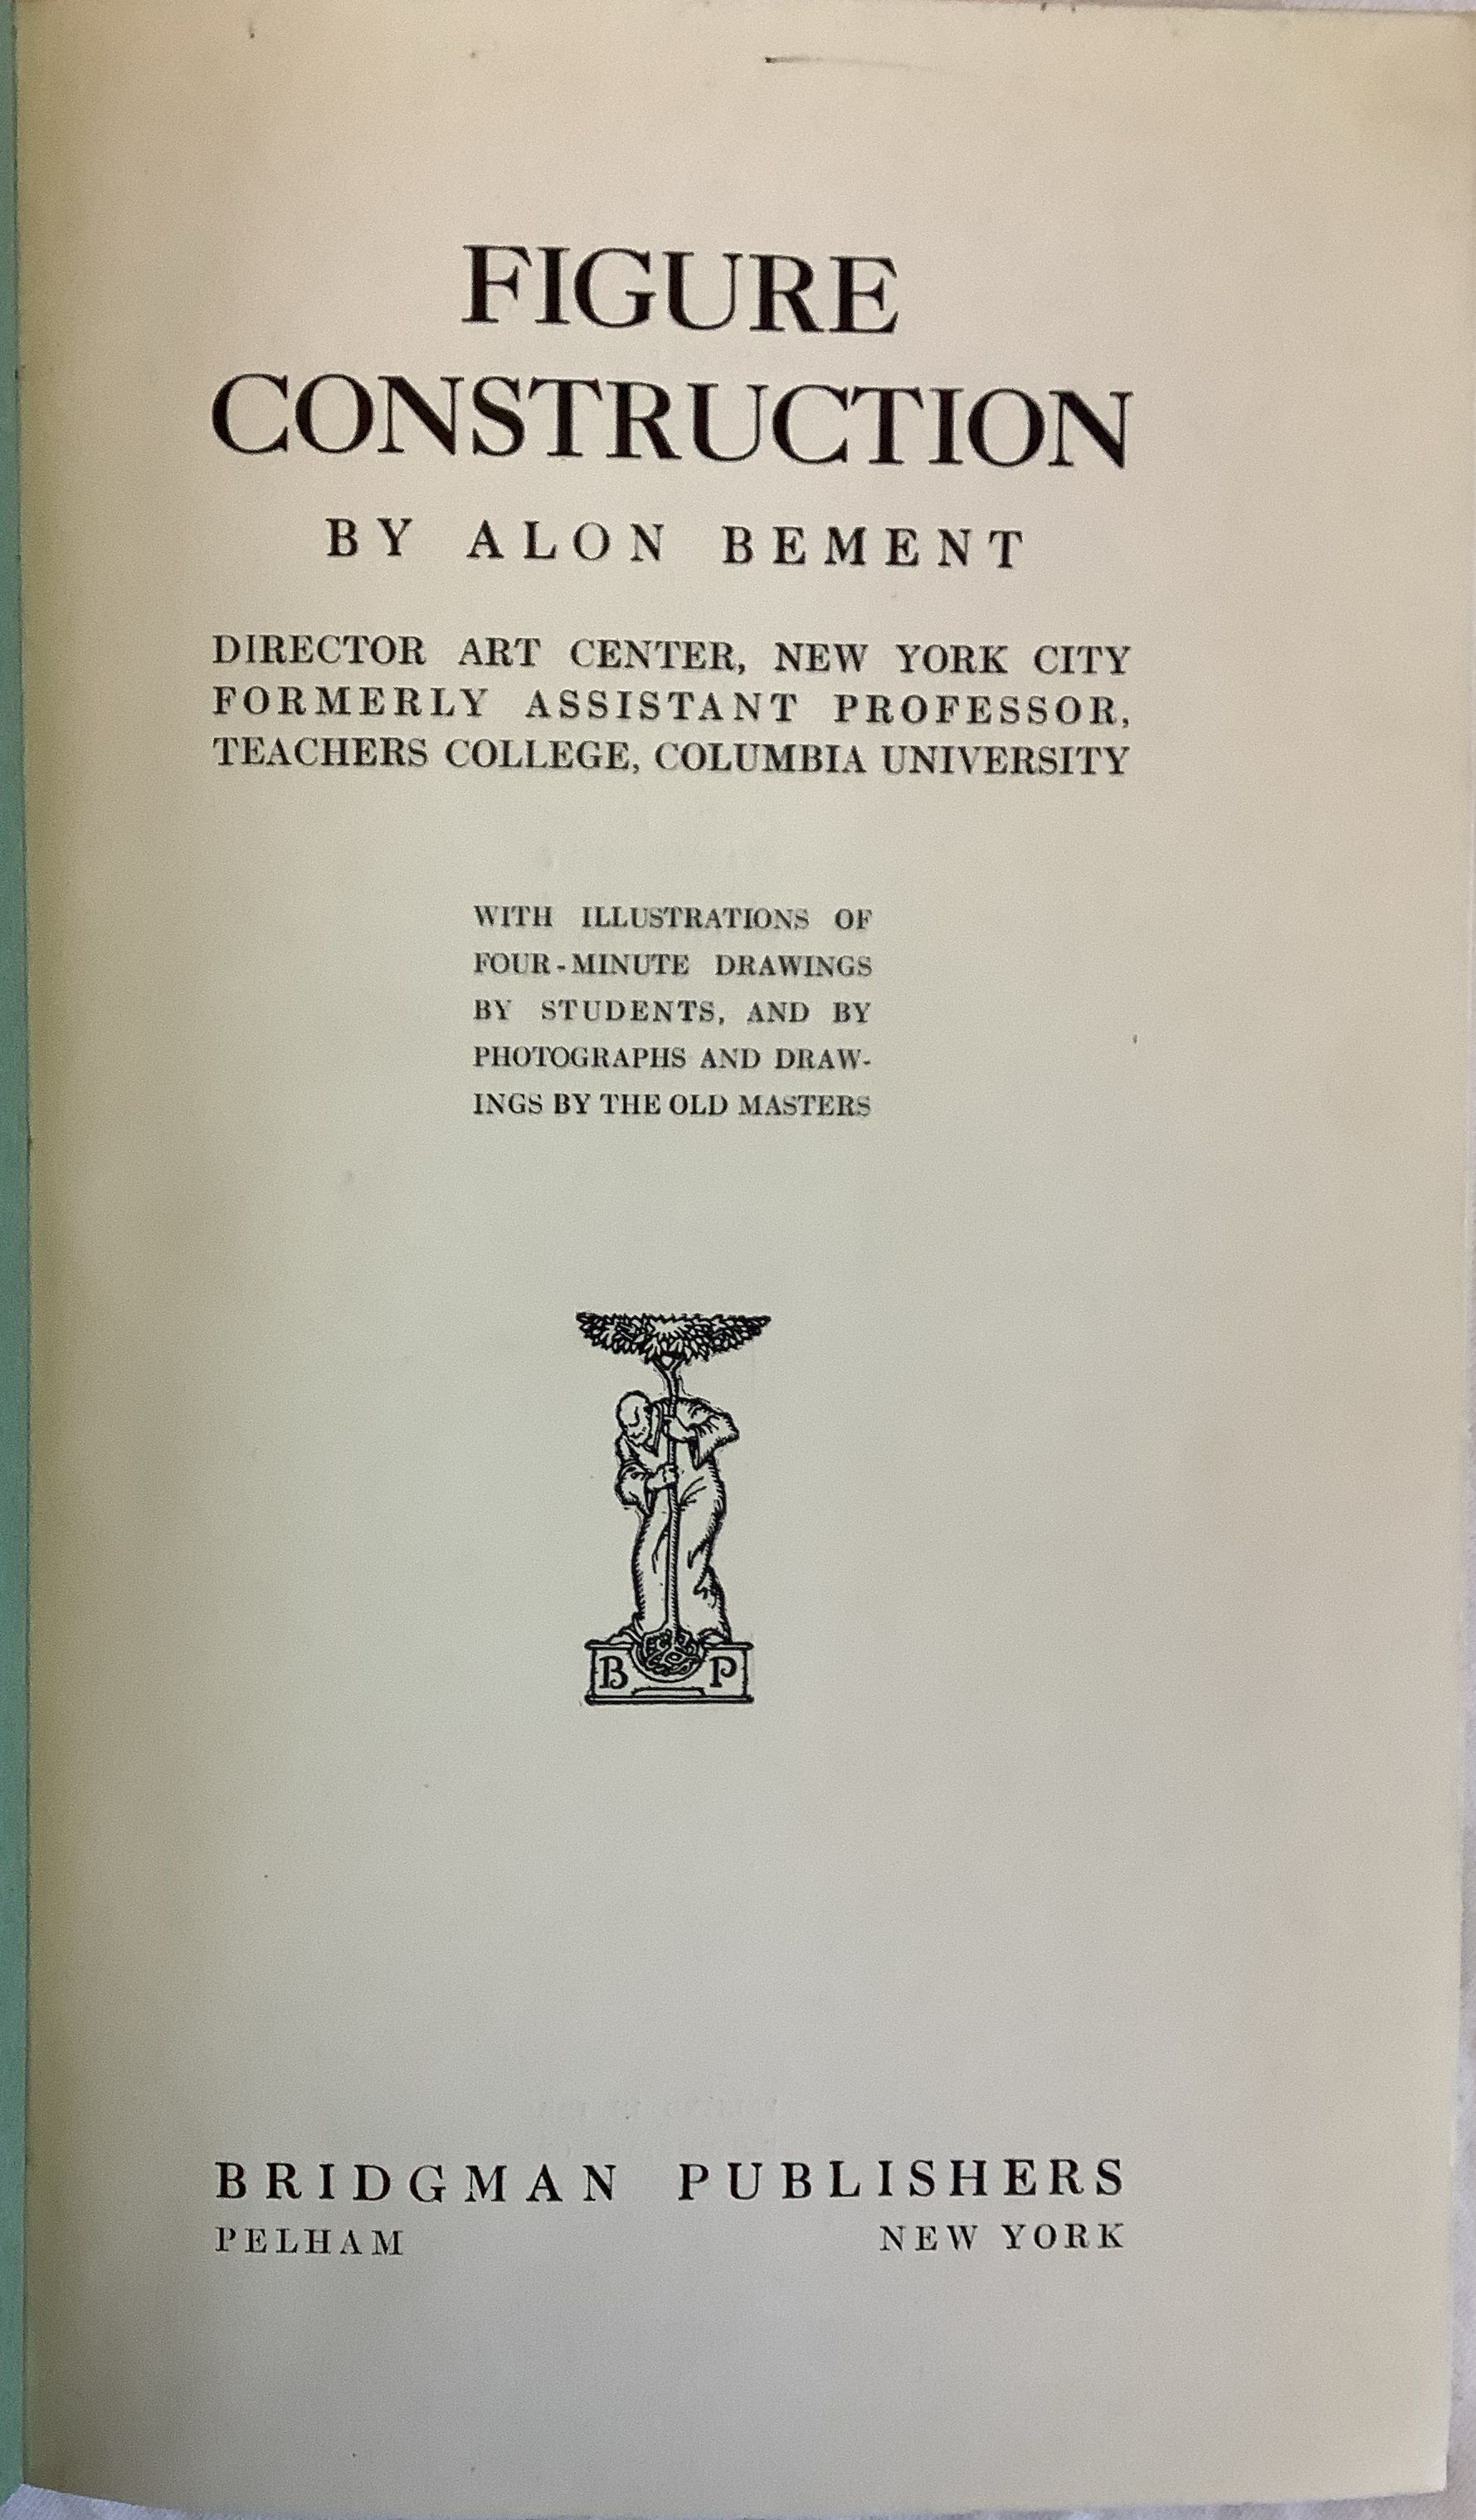 FIGURE
CONSTRUCTION
BY ALON BEMENT
DIRECTOR ART CENTER, NEW YORK CITY
FORMERLY ASSISTANT PROFESSOR,
TEACHERS COLLEGE, COLUMBIA UNIVERSITY
WITH ILLUSTRATIONS OF
FOUR-MINUTE DRAWINGS
BY STUDENTS, AND BY
PHOTOGRAPHS AND DRAW-
INGS BY THE OLD MASTERS
B P
BRIDGMAN PUBLISHERS
PELHAM NEW YORK